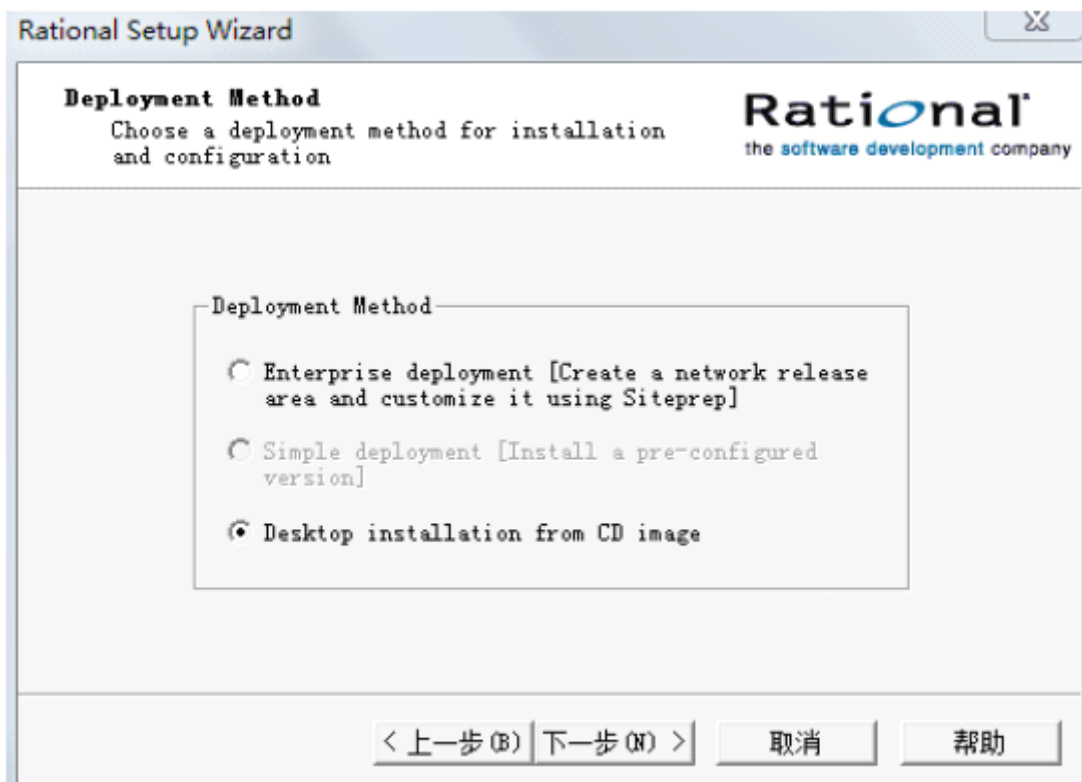 Rational Setup Wizard
Deployment Method
Choose a deployment method for installation
and configuration
Rational
the software development company
Deployment Method
Enterprise deployment [Create a network release
area and customize it using Siteprep]
Simple deployment [Install a pre-configured
version]
Desktop installation from CD image
< 上一步(B) 下一步(N) > 取消 帮助